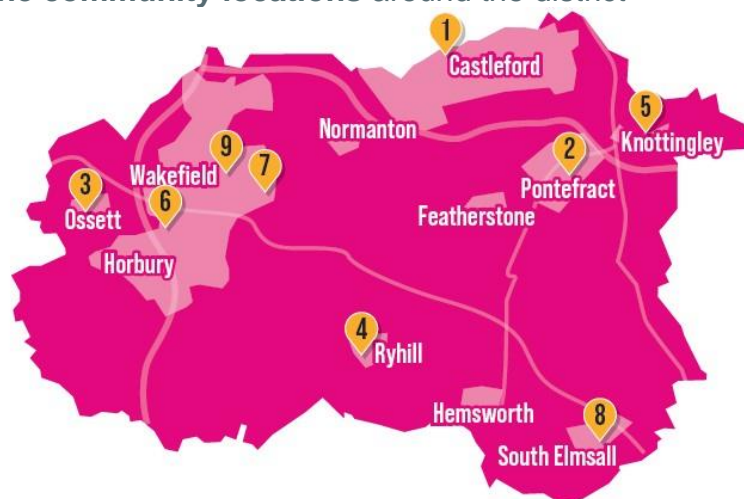 community locations around the district
1
Castleford
5
Normanton
Knottingley
2
9
7
Wakefield
Pontefract
3
6
Ossett
Featherstone
Horbury
4
Ryhill
Hemsworth
8
South Elmsall